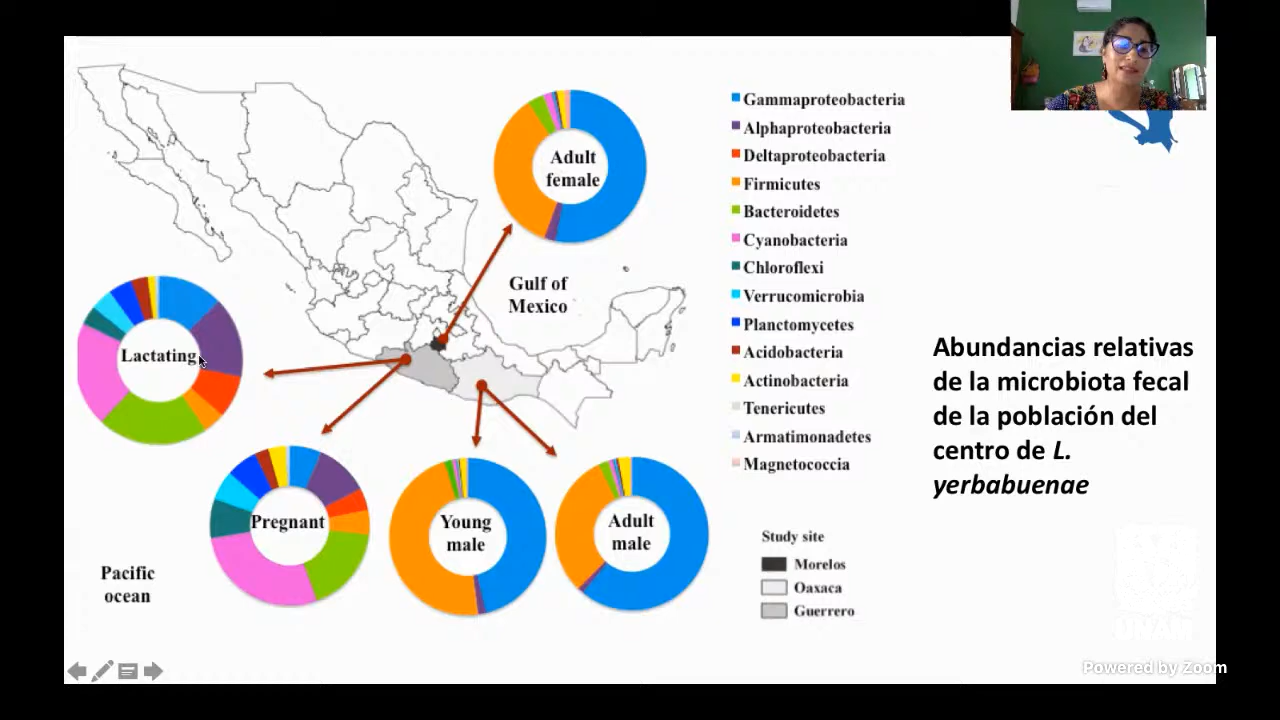 Adult
female
Gulf of
Mexico
Lactating
Pregnant
Young
male
Adult
male
Pacific
ocean
Gammaproteobacteria
Alphaproteobacteria
Deltaproteobacteria
Firmicutes
Bacteroidetes
Cyanobacteria
Chloroflexi
Verrucomicrobia
Planctomycetes
Acidobacteria
Actinobacteria
Tenericutes
Armatimonadetes
Magnetococcia
Study site
Morelos
Oaxaca
Guerrero
Abundancias relativas
de la microbiota fecal
de la población del
centro de L.
yerbabuenae
UNAM
Powered by Zoom